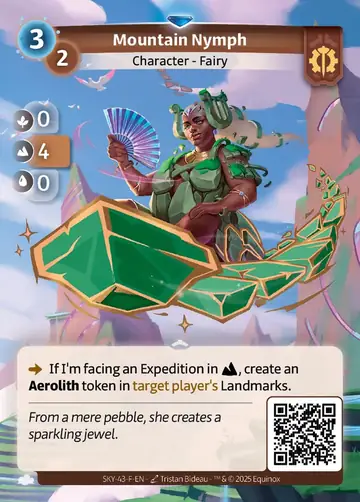 3
Mountain Nymph
2
Character - Fairy
0
4
0
If I'm facing an Expedition in , create an
Aerolith token in target player's Landmarks.
From a mere pebble, she creates a
sparkling jewel.
SKY-43-F-EN - Tristan Bideau - ™ & © 2025 Equinox